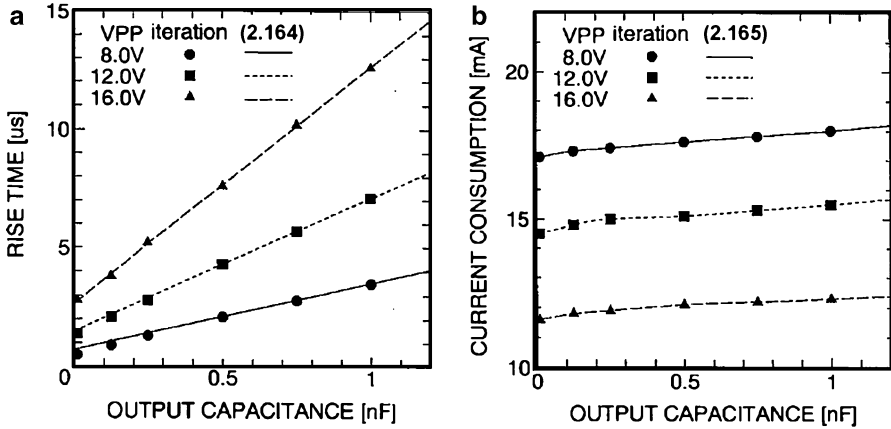 a
RISE TIME [us]
15
10
5
0
0.5
1
OUTPUT CAPACITANCE [nF]
VPP iteration (2.164)
8.0V
12.0V
16.0V
b
CURRENT CONSUMPTION [mA]
20
15
10
0
0.5
1
OUTPUT CAPACITANCE [nF]
VPP iteration (2.165)
8.0V
12.0V
16.0V